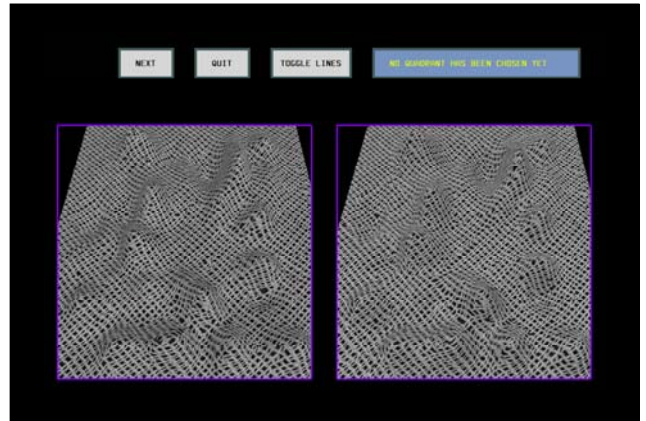 NEXT
QUIT
TOGGLE LINES
NO QUADRANT HAS BEEN CHOSEN YET